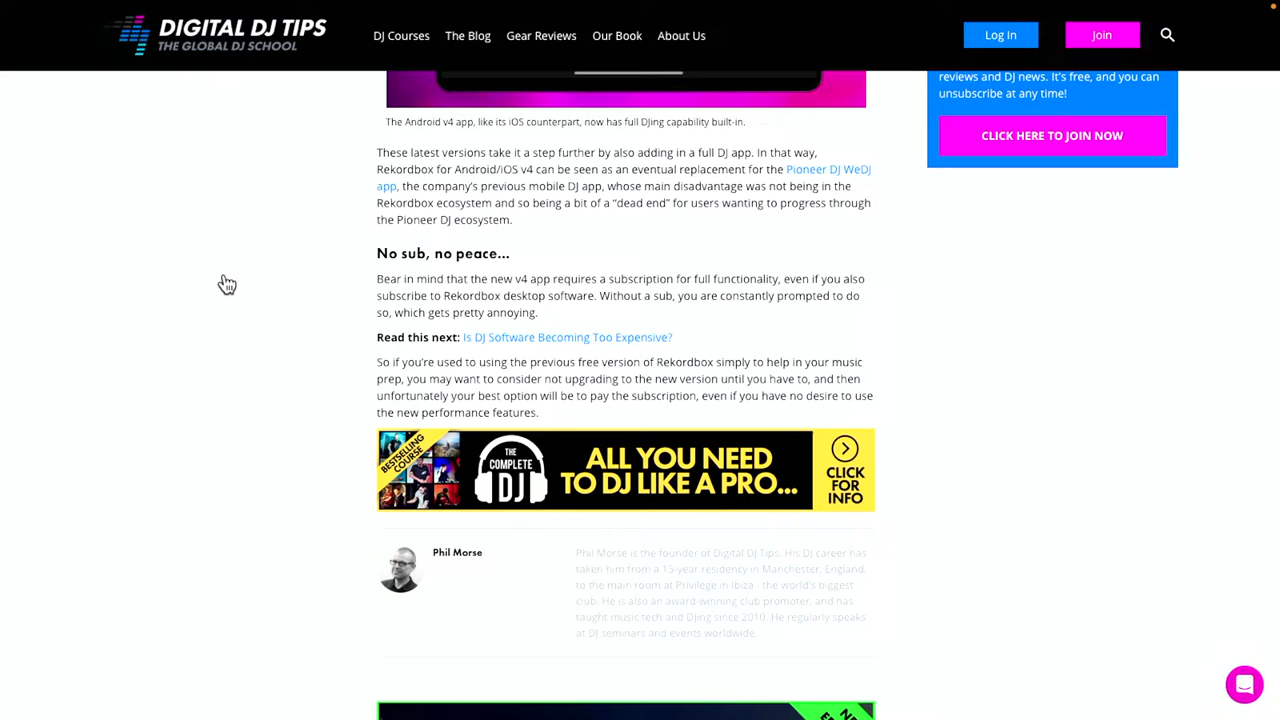 DIGITAL DJ TIPS
THE GLOBAL DJ SCHOOL
DJ Courses
The Blog
Gear Reviews
Our Book
About Us
Log In
Join
reviews and DJ news. It's free, and you can
unsubscribe at any time!
CLICK HERE TO JOIN NOW
The Android v4 app, like its iOS counterpart, now has full DJing capability built-in.
These latest versions take it a step further by also adding in a full DJ app. In that way,
Rekordbox for Android/iOS v4 can be seen as an eventual replacement for the Pioneer DJ WeDJ
app, the company's previous mobile DJ app, whose main disadvantage was not being in the
Rekordbox ecosystem and so being a bit of a “dead end” for users wanting to progress through
the Pioneer DJ ecosystem.
No sub, no peace...
Bear in mind that the new v4 app requires a subscription for full functionality, even if you also
subscribe to Rekordbox desktop software. Without a sub, you are constantly prompted to do
so, which gets pretty annoying.
Read this next: Is DJ Software Becoming Too Expensive?
So if you're used to using the previous free version of Rekordbox simply to help in your music
prep, you may want to consider not upgrading to the new version until you have to, and then
unfortunately your best option will be to pay the subscription, even if you have no desire to use
the new performance features.
BESTSELLING
COURSE
THE
COMPLETE
DJ
ALL YOU NEED
TO DJ LIKE A PRO...
CLICK
FOR
INFO
Phil Morse
Phil Morse is the founder of Digital DJ Tips. His DJ career has
taken him from a 15-year residency in Manchester, England,
to the main room at Privilege in Ibiza - the world's biggest
club. He is also an award-winning club promoter, and has
taught music tech and DJing since 2010. He regularly speaks
at DJ seminars and events worldwide.